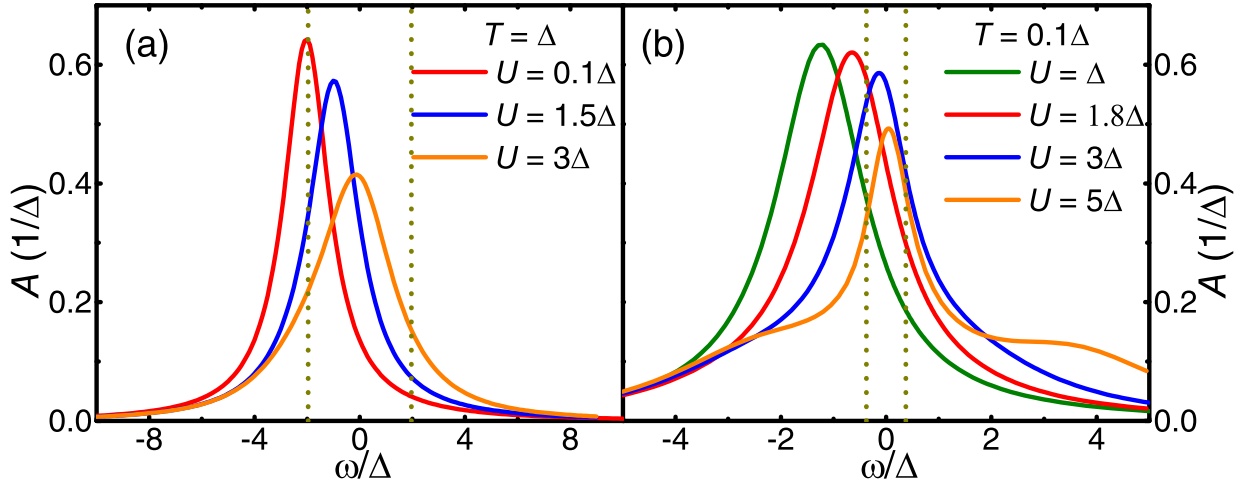 (a)
T = Δ
U = 0.1Δ
U = 1.5Δ
U = 3Δ
A (1/Δ)
0.6
0.4
0.2
0.0
-8 -4 0 4 8
ω/Δ
(b)
T = 0.1Δ
U = Δ
U = 1.8Δ
U = 3Δ
U = 5Δ
0.6
0.4
0.2
0.0
A (1/Δ)
-4 -2 0 2 4
ω/Δ